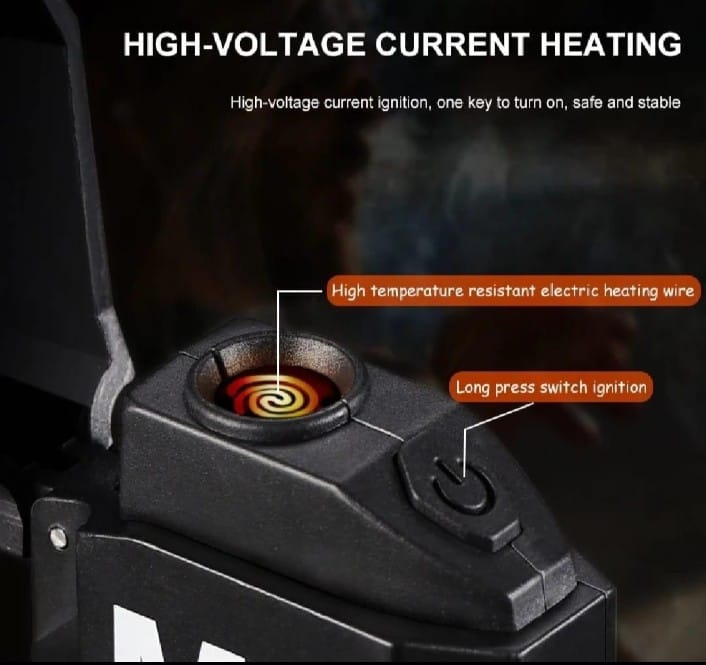 HIGH-VOLTAGE CURRENT HEATING
High-voltage current ignition, one key to turn on, safe and stable
High temperature resistant electric heating wire
Long press switch ignition
M